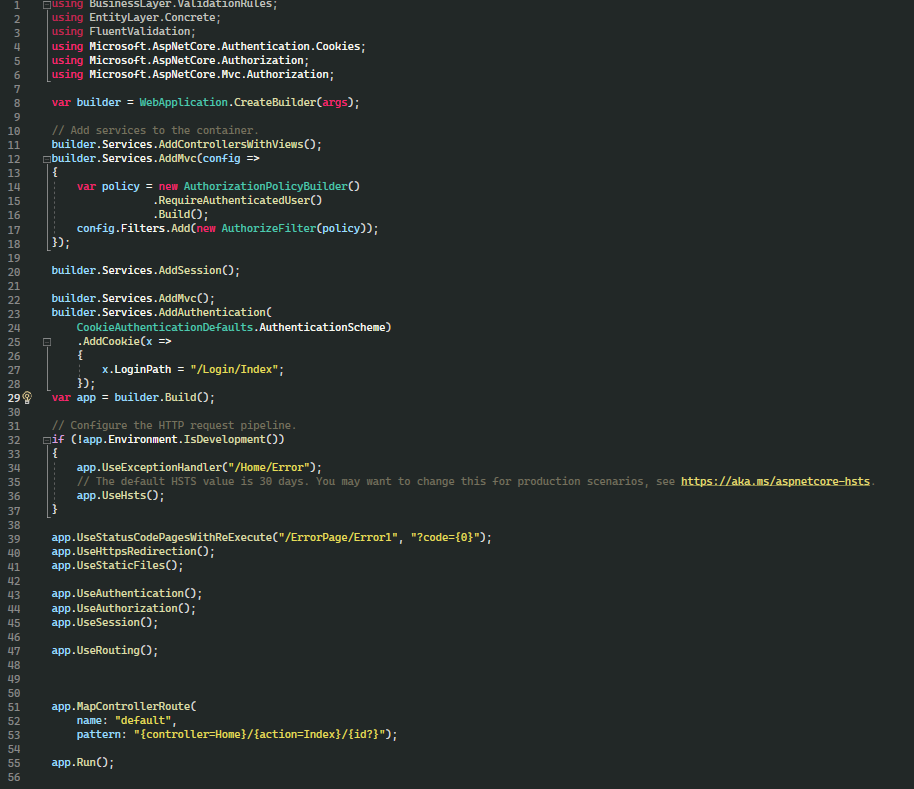 1 using BusinessLayer.ValidationRules;
2 using EntityLayer.Concrete;
3 using FluentValidation;
4 using Microsoft.AspNetCore.Authentication.Cookies;
5 using Microsoft.AspNetCore.Authorization;
6 using Microsoft.AspNetCore.Mvc.Authorization;
7
8 var builder = WebApplication.CreateBuilder(args);
9
10 // Add services to the container.
11 builder.Services.AddControllersWithViews();
12 builder.Services.AddMvc(config =>
13 {
14     var policy = new AuthorizationPolicyBuilder()
15                 .RequireAuthenticatedUser()
16                 .Build();
17     config.Filters.Add(new AuthorizeFilter(policy));
18 });
19
20 builder.Services.AddSession();
21
22 builder.Services.AddMvc();
23 builder.Services.AddAuthentication(
24     CookieAuthenticationDefaults.AuthenticationScheme)
25     .AddCookie(x =>
26     {
27         x.LoginPath = "/Login/Index";
28     });
29 var app = builder.Build();
30
31 // Configure the HTTP request pipeline.
32 if (!app.Environment.IsDevelopment())
33 {
34     app.UseExceptionHandler("/Home/Error");
35     // The default HSTS value is 30 days. You may want to change this for production scenarios, see https://aka.ms/aspnetcore-hsts.
36     app.UseHsts();
37 }
38
39 app.UseStatusCodePagesWithReExecute("/ErrorPage/Error1", "?code={0}");
40 app.UseHttpsRedirection();
41 app.UseStaticFiles();
42
43 app.UseAuthentication();
44 app.UseAuthorization();
45 app.UseSession();
46
47 app.UseRouting();
48
49
50
51 app.MapControllerRoute(
52     name: "default",
53     pattern: "{controller=Home}/{action=Index}/{id?}");
54
55 app.Run();
56